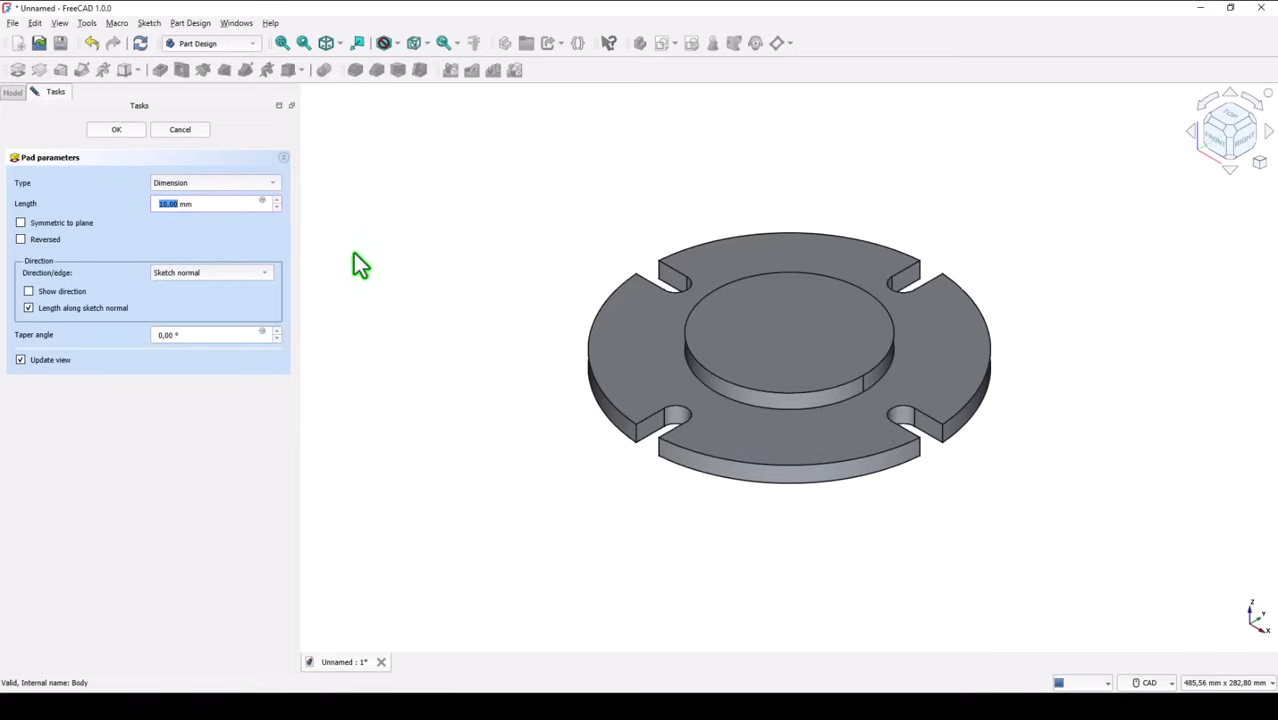 * Unnamed - FreeCAD 1.0.0
File Edit View Tools Macro Sketch Part Design Windows Help
Part Design
Model Tasks
Tasks
OK Cancel
Pad parameters
Type Dimension
Length 10,00 mm
Symmetric to plane
Reversed
Direction
Direction/edge: Sketch normal
Show direction
Length along sketch normal
Taper angle 0,00 °
Update view
TOP
FRONT RIGHT
Z
Y
X
Unnamed : 1*
Valid, Internal name: Body
CAD 485,56 mm x 282,80 mm